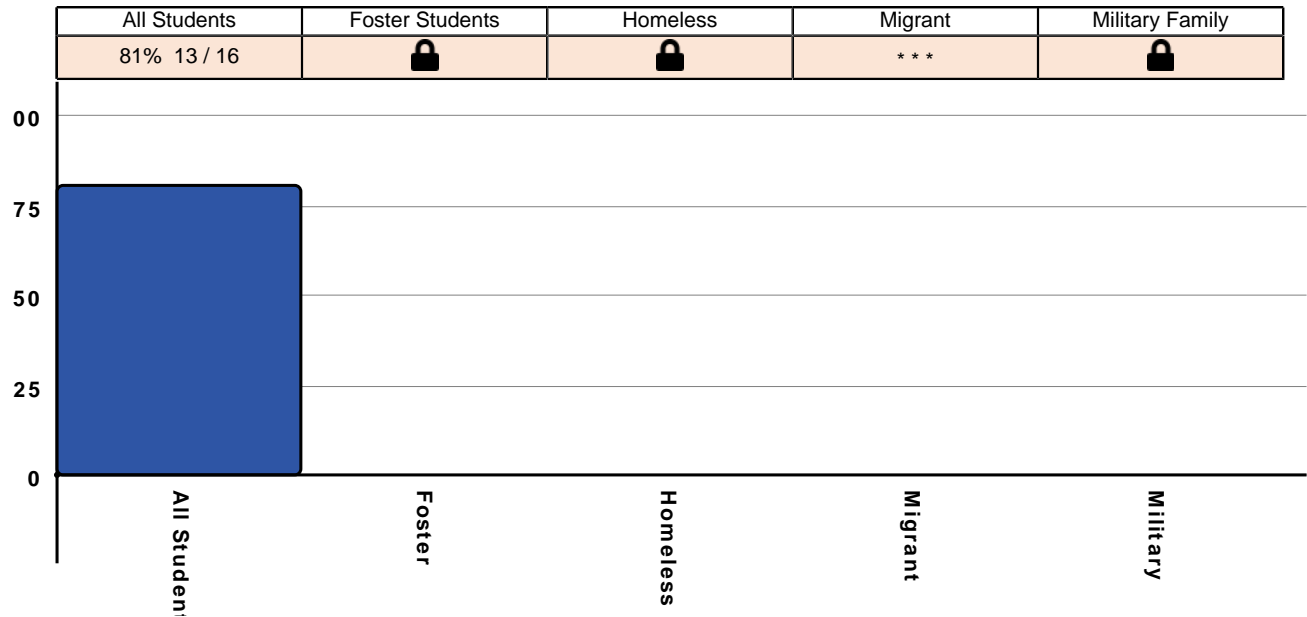 All Students Foster Students Homeless Migrant Military Family
81% 13 / 16 * * *
00
75
50
25
0
All Student
Foster
Homeless
Migrant
Military